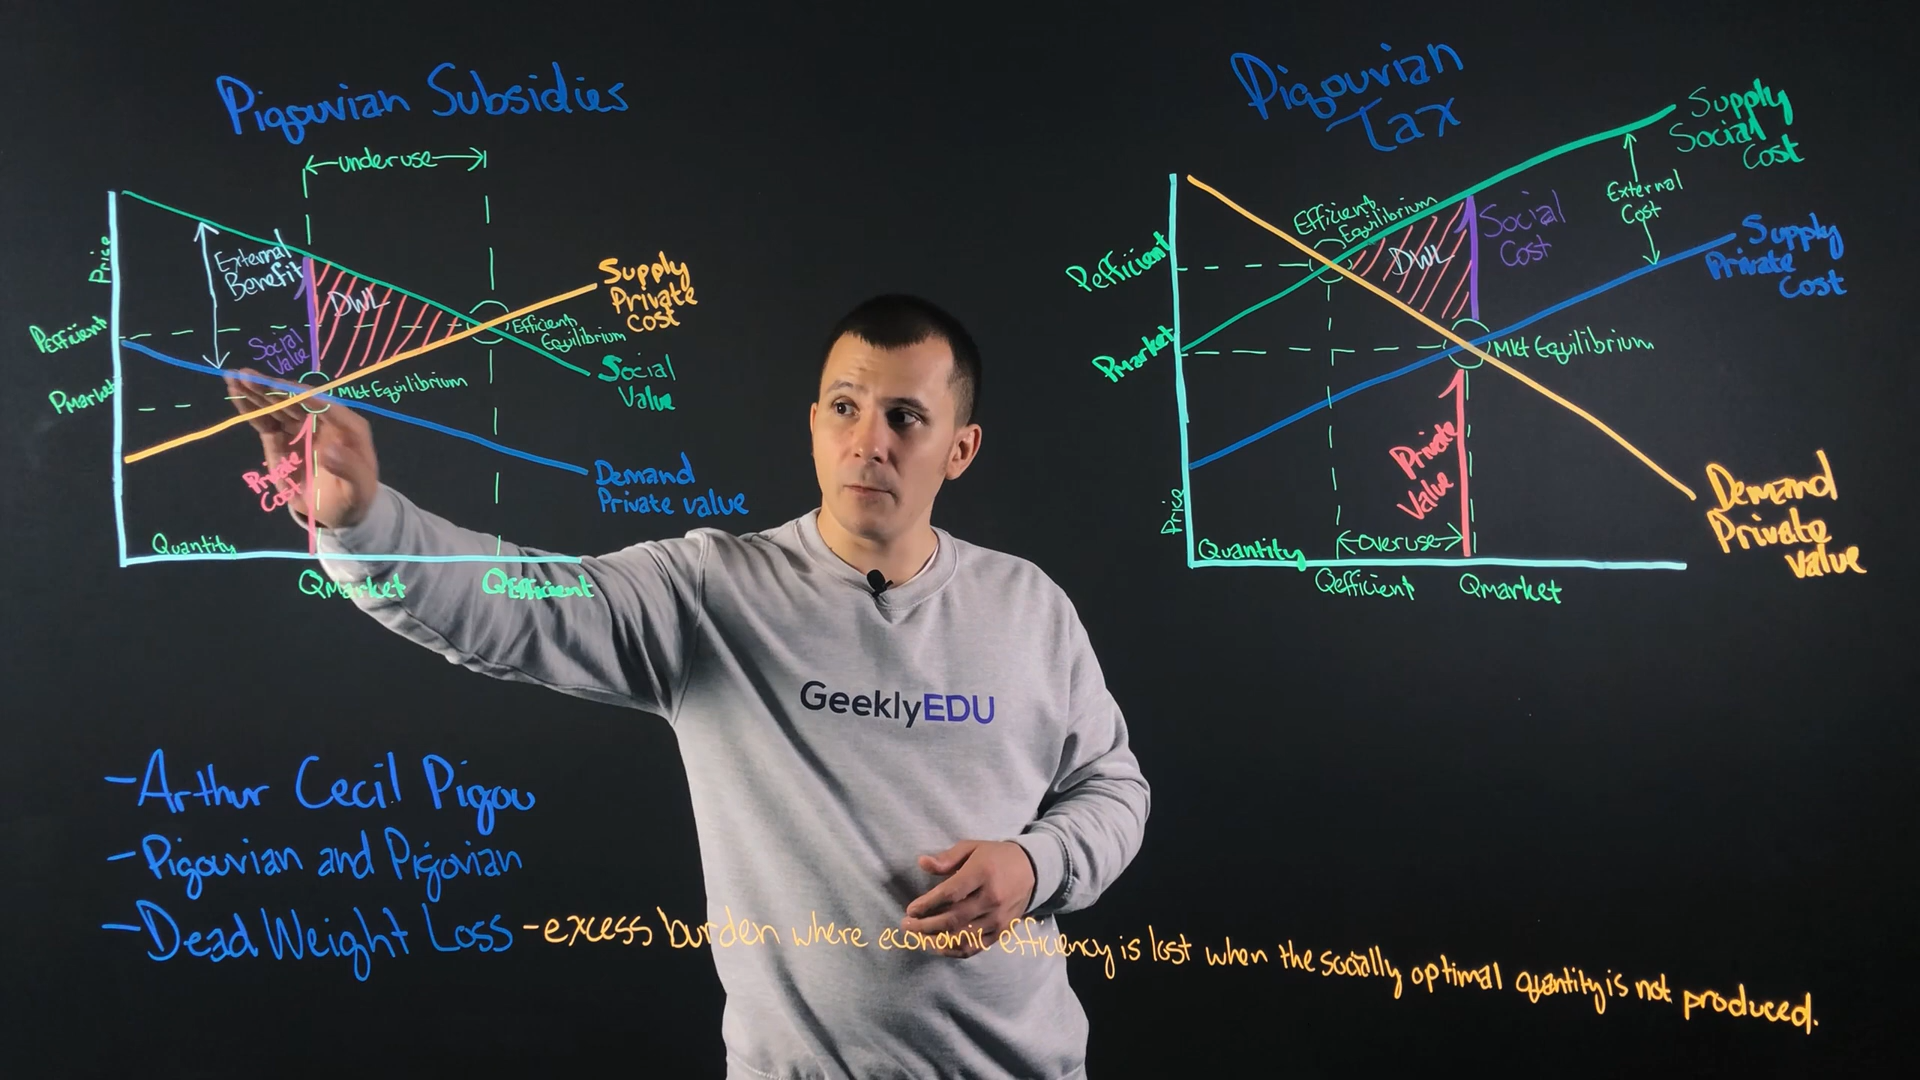 Pigouvian Subsidies
underuse
Price
External
Benefit
DWL
Supply
Private
Cost
Pefficient
Social
Value
Efficient
Equilibrium
Pmarket
Mkt Equilibrium
Social
Value
Private
Cost
Demand
Private value
Quantity
Qmarket
QEfficient
Pigouvian
Tax
Supply
Social
Cost
External
Cost
Efficient
Equilibrium
Social
Cost
DWL
Supply
Private
Cost
Pefficient
Pmarket
Mkt Equilibrium
Private
Value
Price
Demand
Private
Value
Quantity
overuse
Qefficient
Qmarket
GeeklyEDU
-Arthur Cecil Pigou
-Pigouvian and Pigovian
-Dead Weight Loss -excess burden where economic efficiency is lost when the socially optimal quantity is not produced.